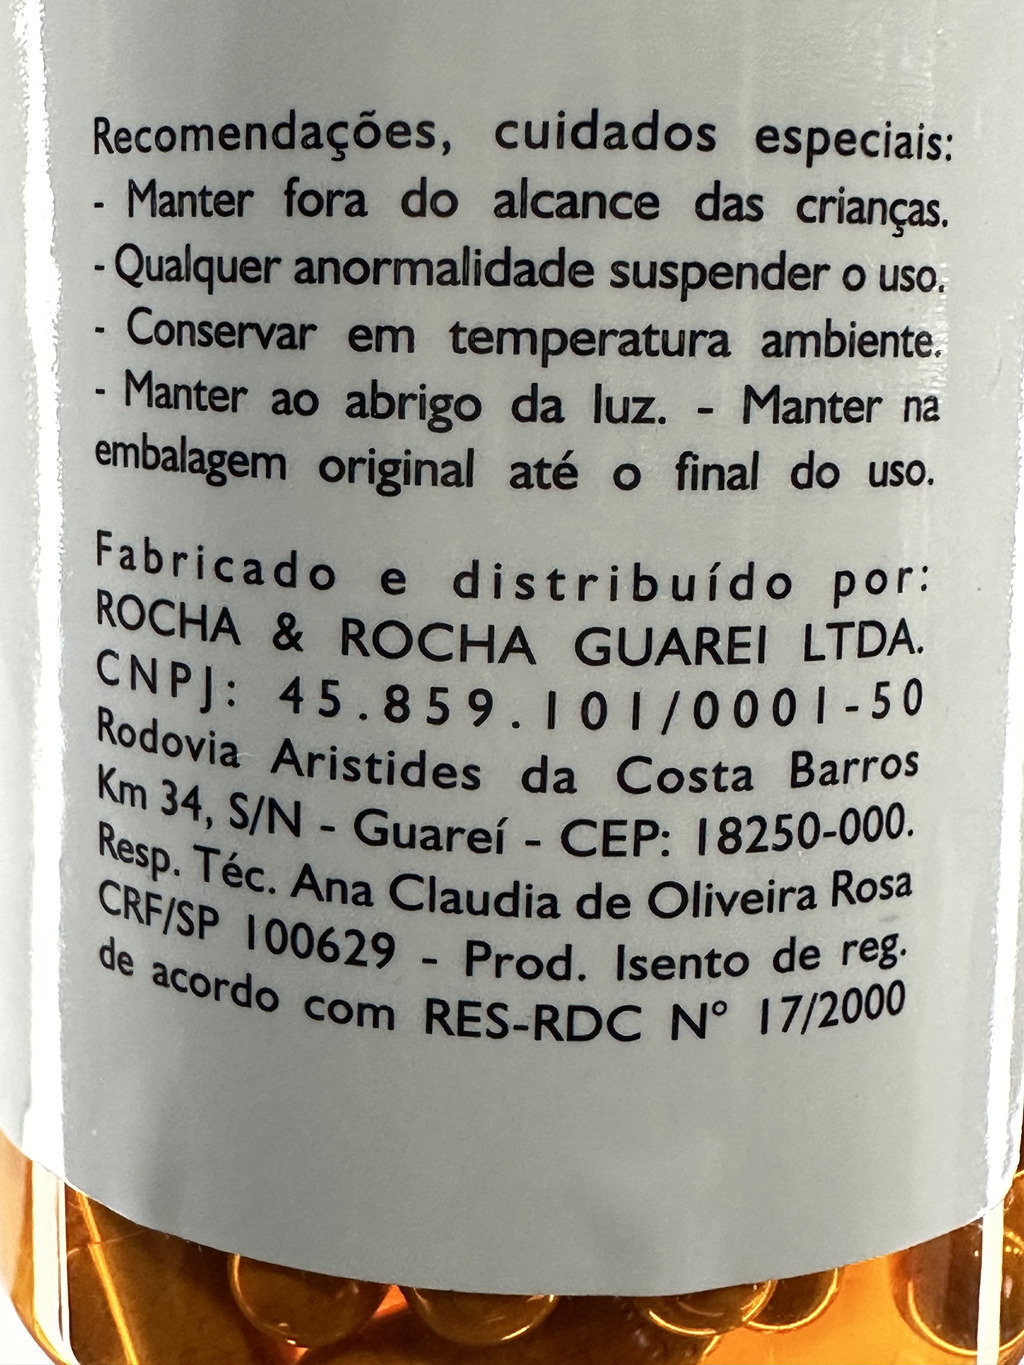 Recomendações, cuidados especiais:
- Manter fora do alcance das crianças.
- Qualquer anormalidade suspender o uso.
- Conservar em temperatura ambiente.
- Manter ao abrigo da luz. - Manter na
embalagem original até o final do uso.
Fabricado e distribuído por:
ROCHA & ROCHA GUAREI LTDA.
CNPJ: 45.859.101/0001-50
Rodovia Aristides da Costa Barros
Km 34, S/N - Guareí - CEP: 18250-000.
Resp. Téc. Ana Claudia de Oliveira Rosa
CRF/SP 100629 - Prod. Isento de reg.
de acordo com RES-RDC N° 17/2000